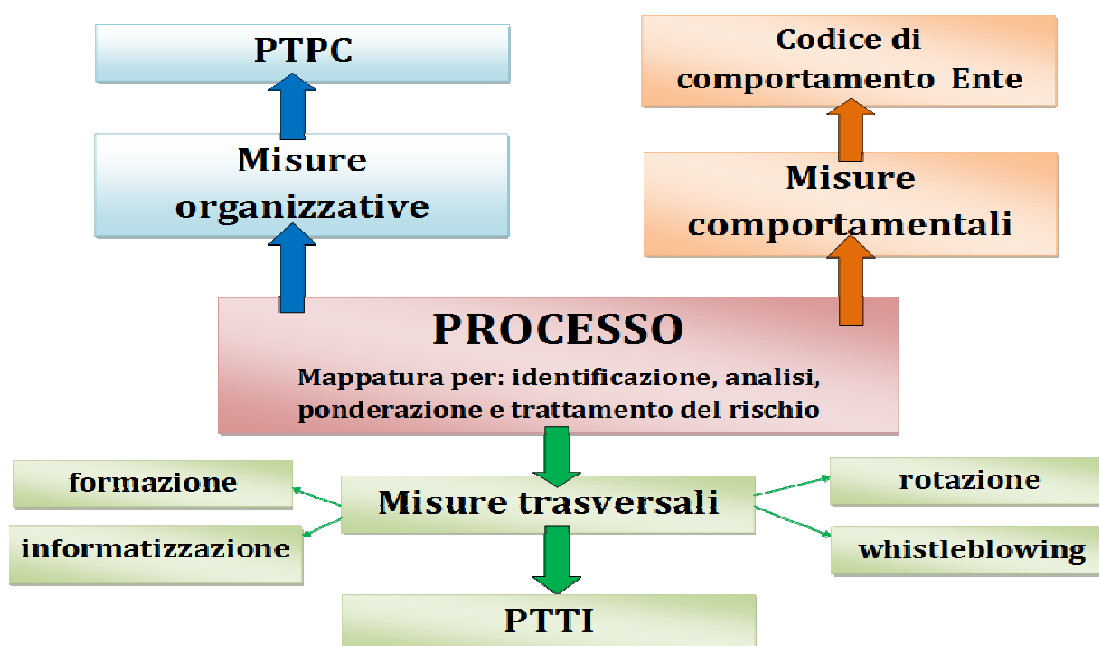 PTPC
Codice di
comportamento Ente
Misure
organizzative
Misure
comportamentali
PROCESSO
Mappatura per: identificazione, analisi,
ponderazione e trattamento del rischio
formazione
Misure trasversali
rotazione
informatizzazione
whistleblowing
PTTI